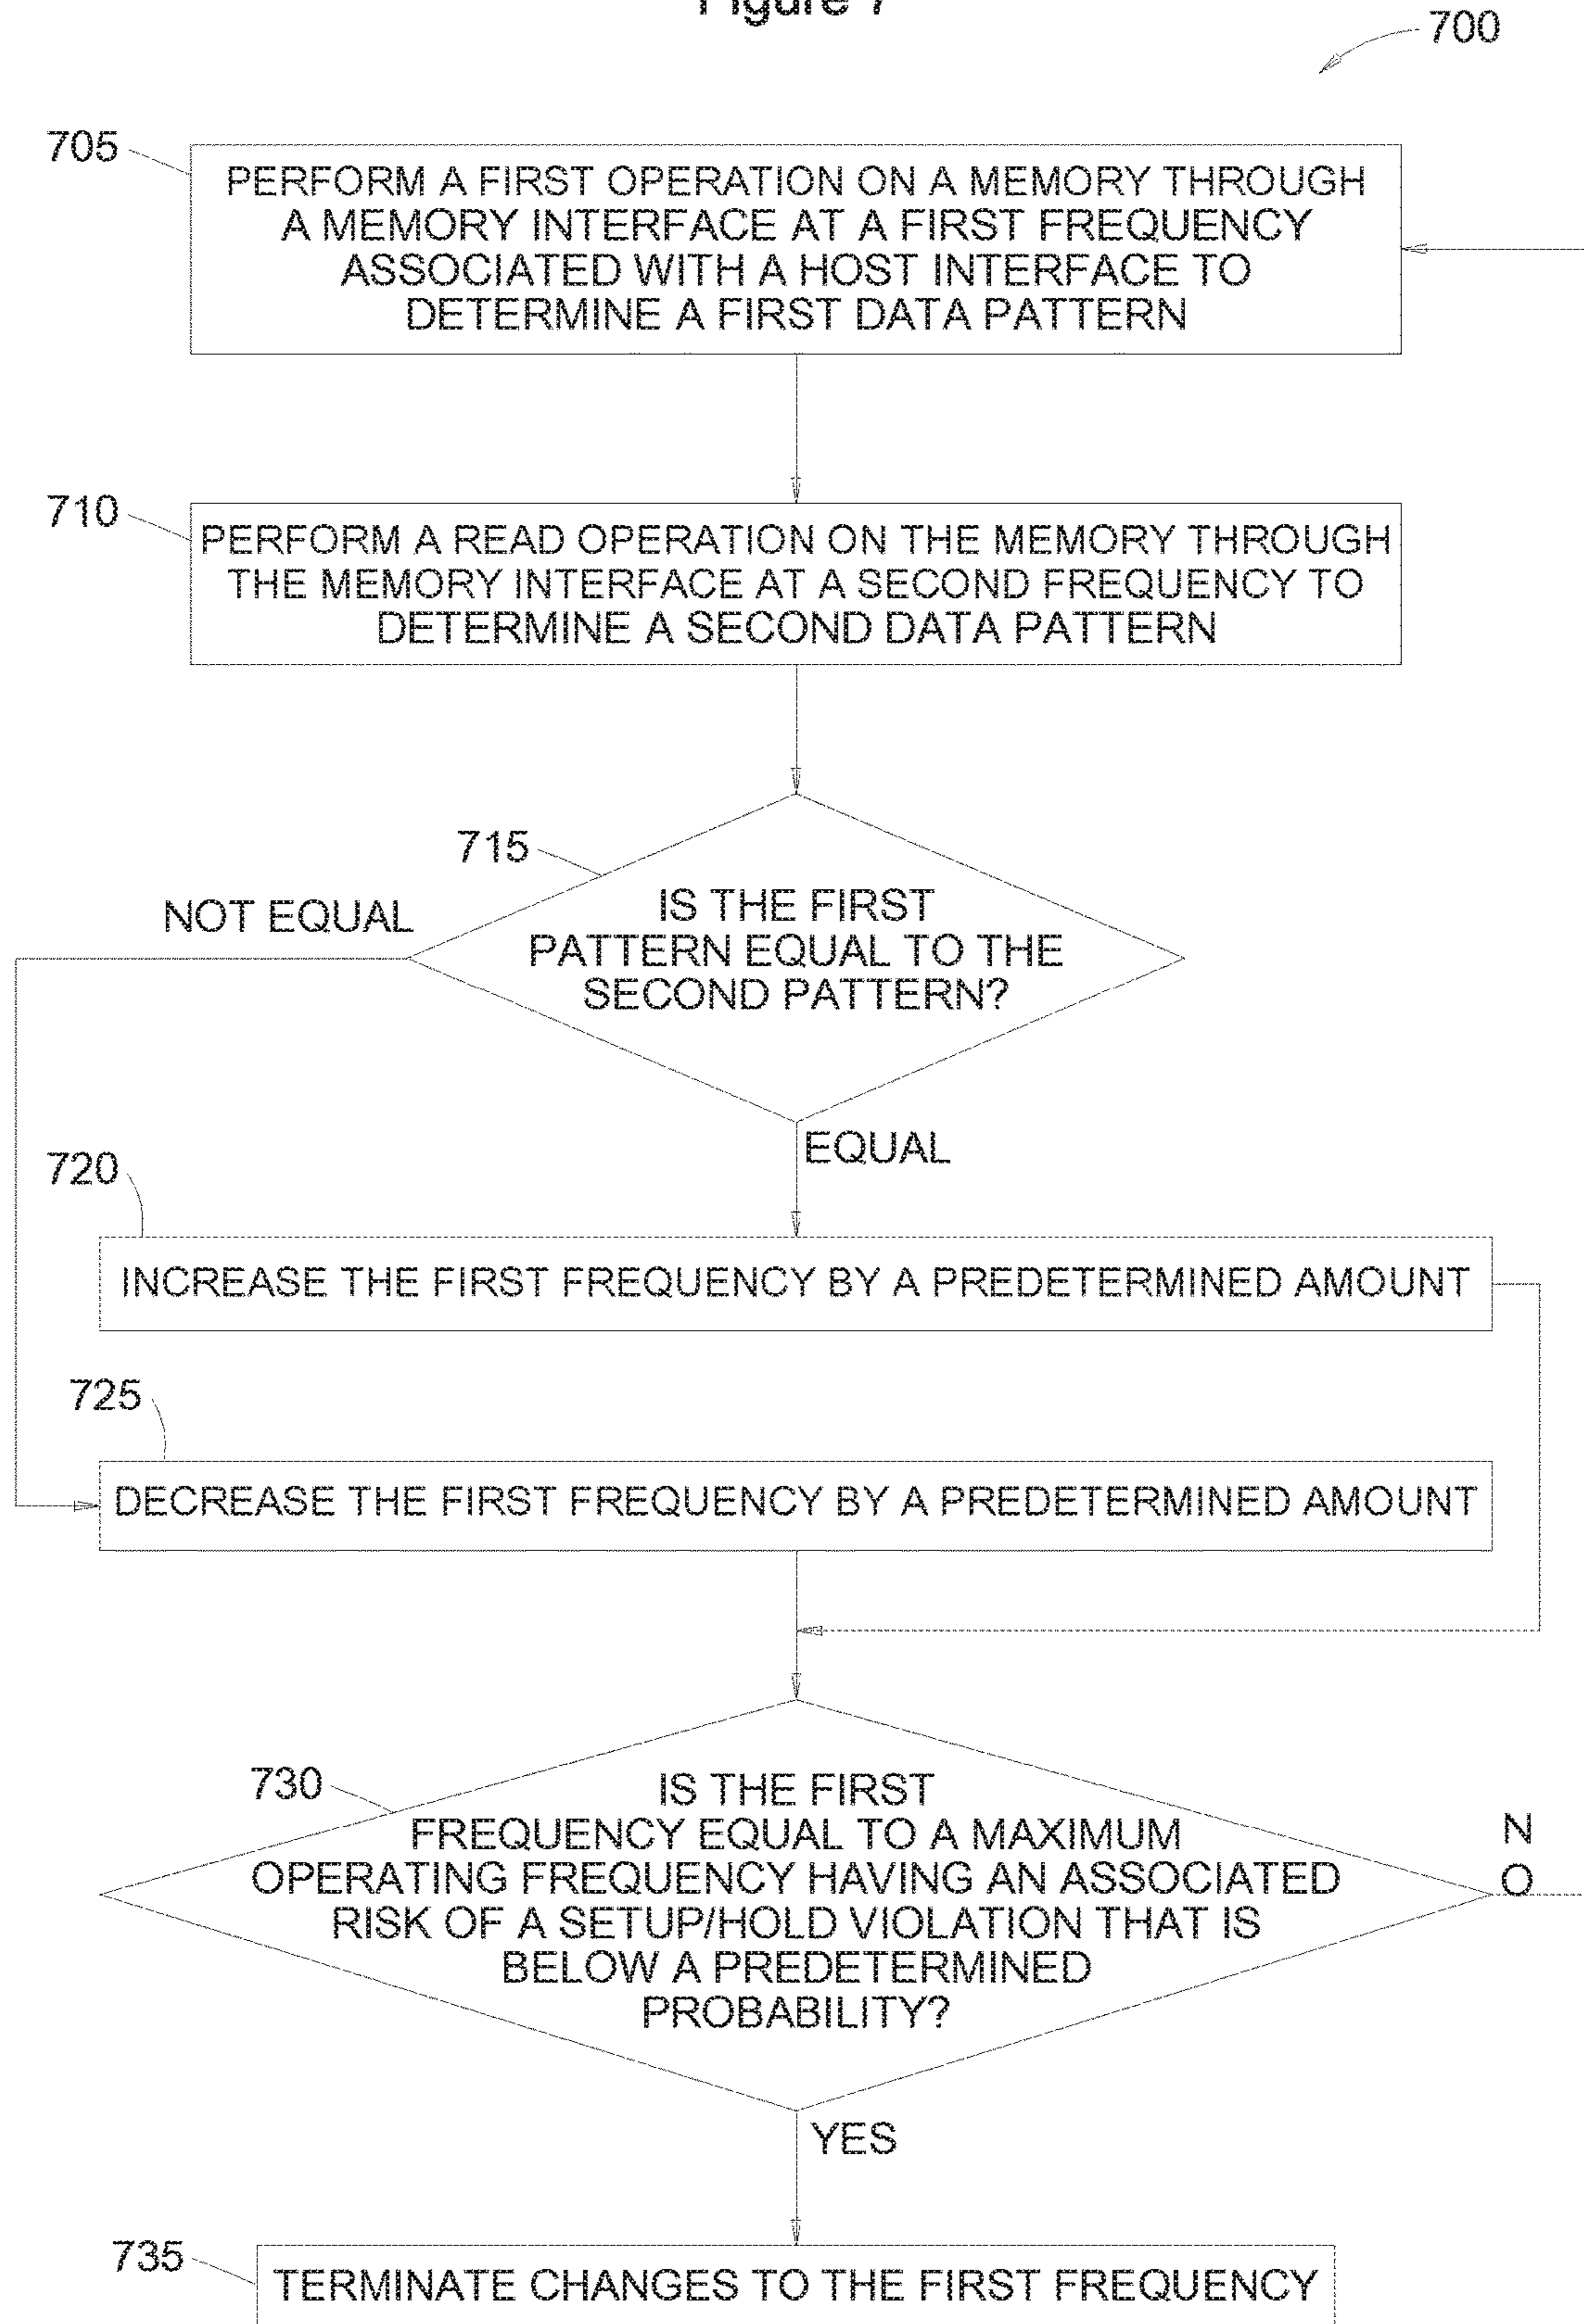 Figure 7
700
705
PERFORM A FIRST OPERATION ON A MEMORY THROUGH
A MEMORY INTERFACE AT A FIRST FREQUENCY
ASSOCIATED WITH A HOST INTERFACE TO
DETERMINE A FIRST DATA PATTERN
710
PERFORM A READ OPERATION ON THE MEMORY THROUGH
THE MEMORY INTERFACE AT A SECOND FREQUENCY TO
DETERMINE A SECOND DATA PATTERN
715
NOT EQUAL
IS THE FIRST
PATTERN EQUAL TO THE
SECOND PATTERN?
EQUAL
720
INCREASE THE FIRST FREQUENCY BY A PREDETERMINED AMOUNT
725
DECREASE THE FIRST FREQUENCY BY A PREDETERMINED AMOUNT
730
IS THE FIRST
FREQUENCY EQUAL TO A MAXIMUM
OPERATING FREQUENCY HAVING AN ASSOCIATED
RISK OF A SETUP/HOLD VIOLATION THAT IS
BELOW A PREDETERMINED
PROBABILITY?
N
O
YES
735
TERMINATE CHANGES TO THE FIRST FREQUENCY